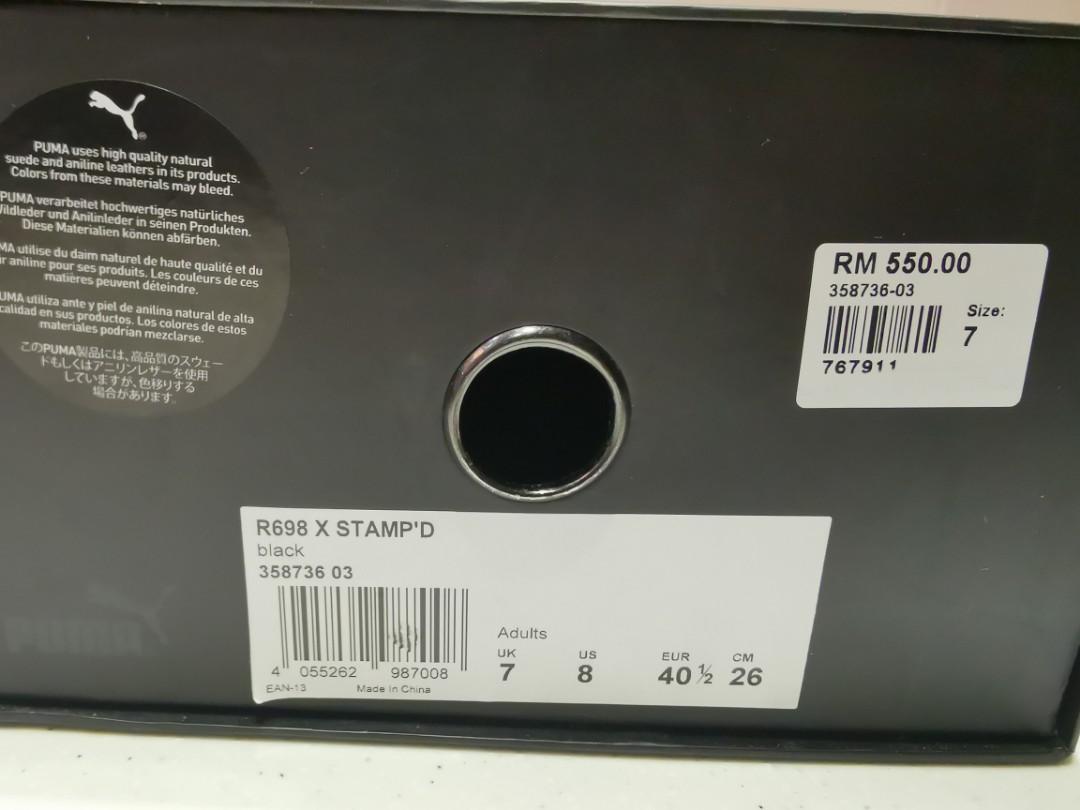 PUMA uses high quality natural
suede and aniline leathers in its products.
Colors from these materials may bleed.
PUMA verarbeitet hochwertiges natürliches
Wildleder und Anilinleder in seinen Produkten.
Diese Materialien können abfärben.
utilise du daim naturel de haute qualité et du
aniline pour ses produits. Les couleurs de ces
matières peuvent déteindre.
PUMA utiliza ante y piel de anilina natural de alta
calidad en sus productos. Los colores de estos
materiales podrían mezclarse.
このPUMA製品には、高品質のスウェー
ドもしくはアニリンレザーを使用
していますが、色移りする
場合があります。
RM 550.00
358736-03
Size:
7
767911
R698 X STAMP'D
black
358736 03
4 055262 987008
EAN-13 Made in China
Adults
UK US EUR CM
7 8 40 ½ 26
PUMA